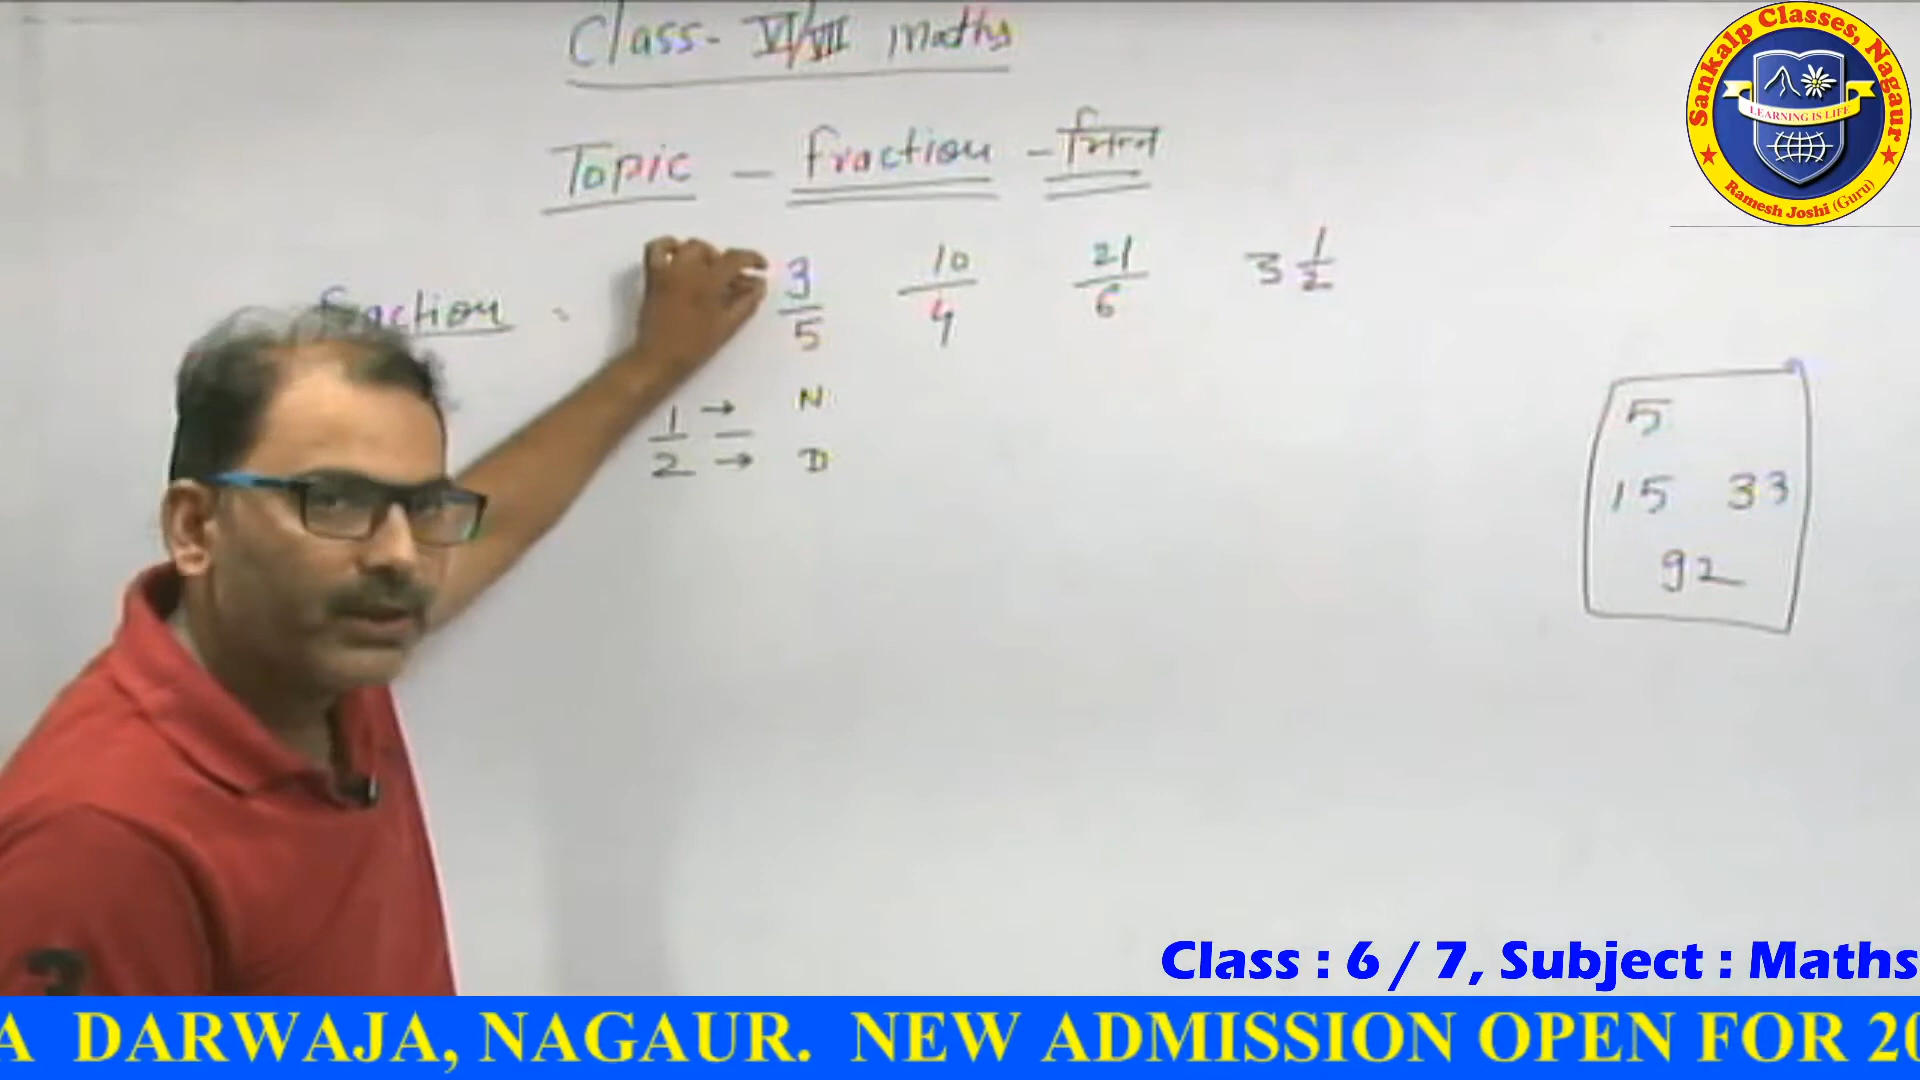 Class - VI/VII maths
Topic - fraction - भिन्न
fraction - 3/5 10/4 21/6 3 1/2
1/2 → N
→ D
5
15 33
92
Sankalp Classes, Nagaur
LEARNING IS LIFE
Ramesh Joshi (Guru)
Class : 6 / 7, Subject : Maths
A DARWAJA, NAGAUR. NEW ADMISSION OPEN FOR 20